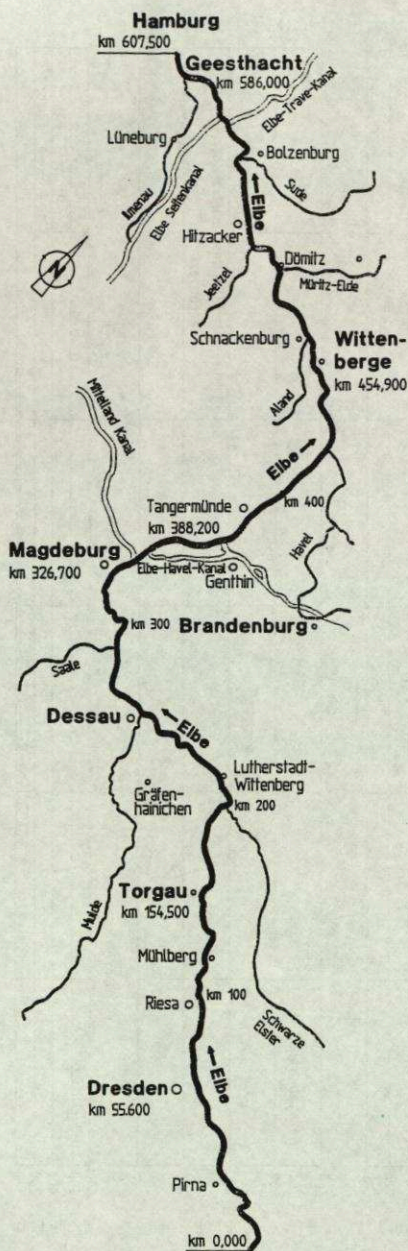 Hamburg
km 607,500
Geesthacht
km 586,000
Elbe-Trave-Kanal
Lüneburg
Bolzenburg
Ilmenau
Elbe Seitenkanal
Sude
Elbe
Hitzacker
Dömitz
Jeetzel
Müritz-Elde
Schnackenburg
Witten-
berge
km 454,900
Aland
Mittelland Kanal
Elbe
Tangermünde
km 388,200
km 400
Havel
Magdeburg
km 326,700
Elbe-Havel-Kanal
Genthin
km 300
Brandenburg
Saale
Dessau
Elbe
Lutherstadt-
Wittenberg
Gräfen-
hainichen
km 200
Torgau
km 154,500
Mulde
Mühlberg
km 100
Riesa
Schwarze
Elster
Elbe
Dresden
km 55.600
Pirna
km 0,000
N